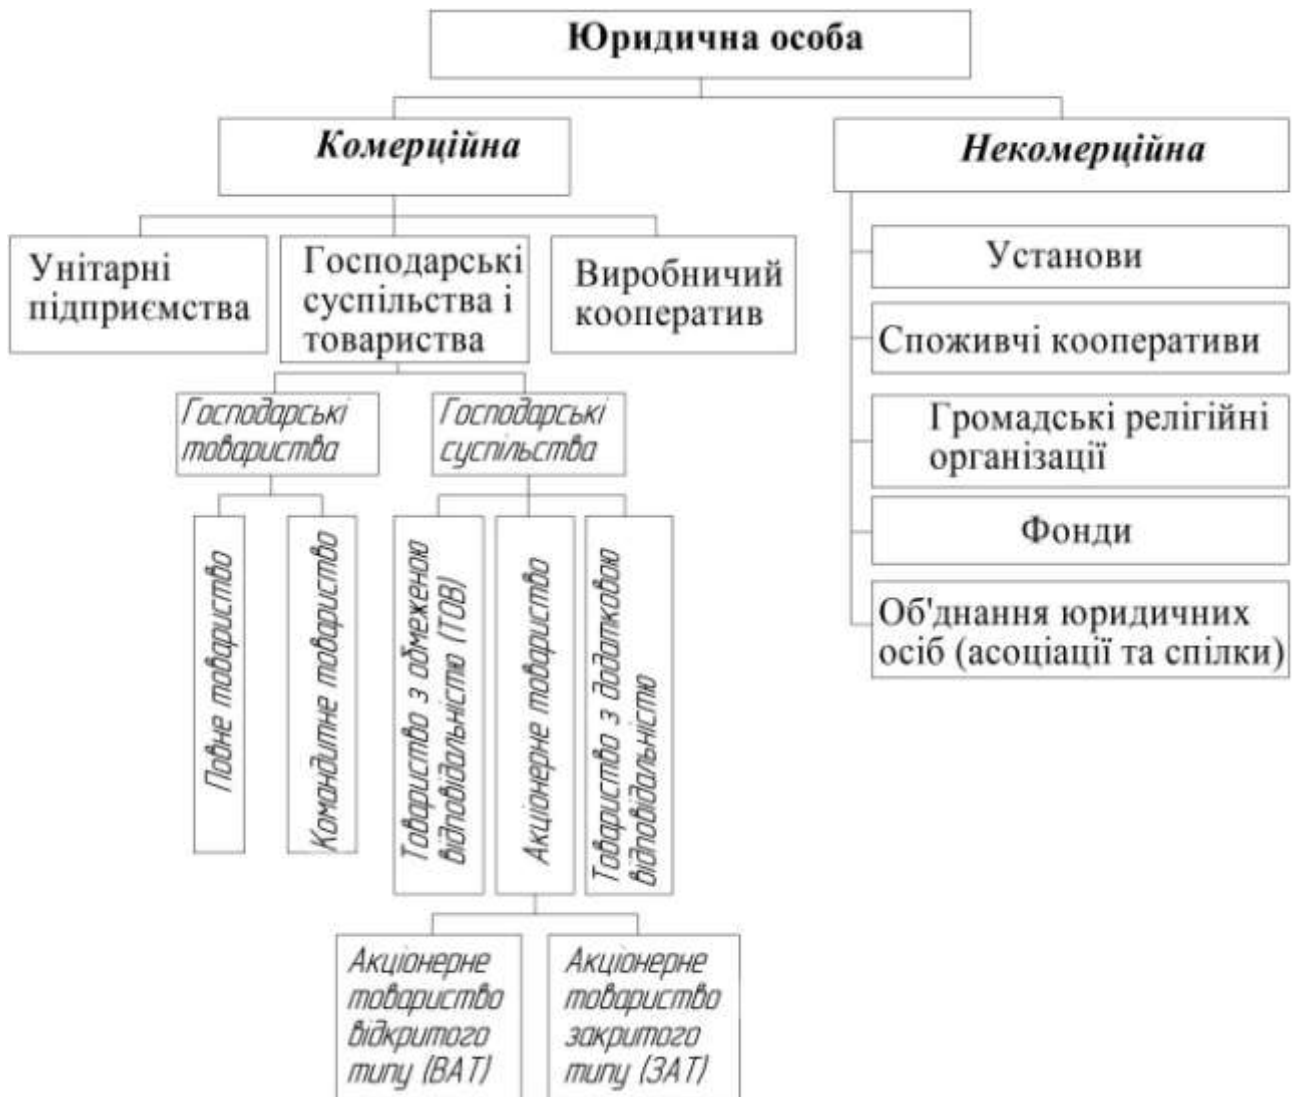 Юридична особа
Комерційна
Некомерційна
Унітарні
підприємства
Господарські
суспільства і
товариства
Виробничий
кооператив
Установи
Споживчі кооперативи
Громадські релігійні
організації
Фонди
Об'днання юридичних
осіб (асоціації та спілки)
Господарські
товариства
Господарські
суспільства
Повне товариство
Командитне товариство
Товариство з обмеженою
відповідальністю (ТОВ)
Акціонерне товариство
Товариство з додатковою
відповідальністю
Акціонерне
товариство
відкритого
типу (ВАТ)
Акціонерне
товариство
закритого
типу (ЗАТ)